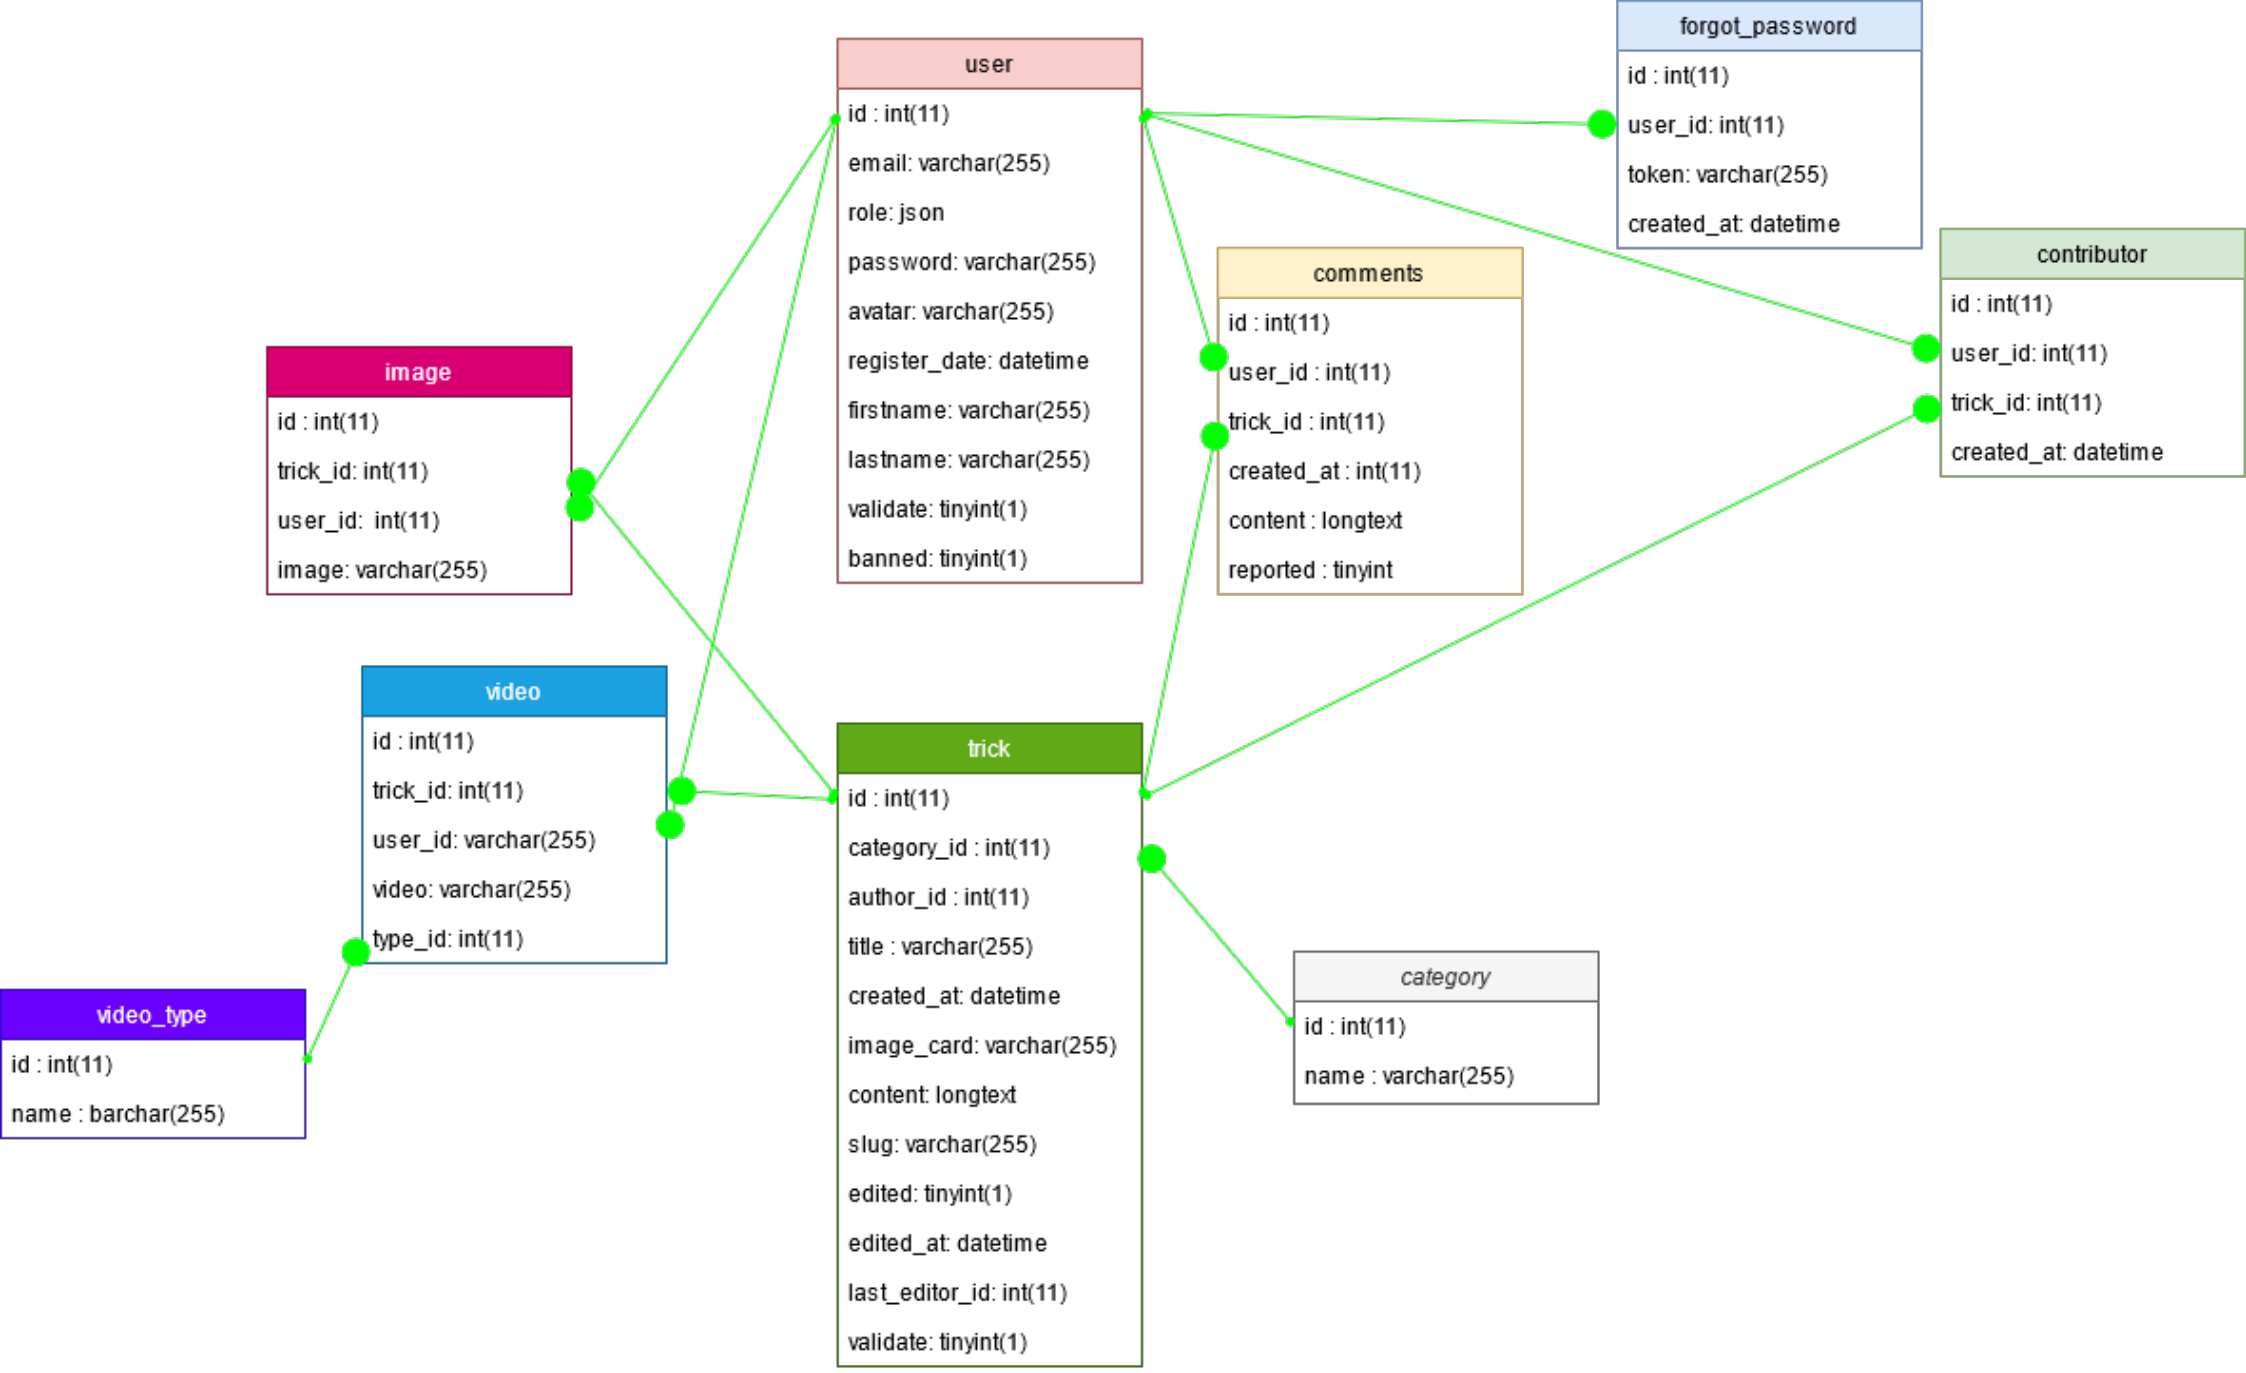 forgot_password
id : int(11)
user_id: int(11)
token: varchar(255)
created_at: datetime
user
id : int(11)
email: varchar(255)
role: json
password: varchar(255)
avatar: varchar(255)
register_date: datetime
firstname: varchar(255)
lastname: varchar(255)
validate: tinyint(1)
banned: tinyint(1)
comments
id : int(11)
user_id : int(11)
trick_id : int(11)
created_at : int(11)
content : longtext
reported : tinyint
contributor
id : int(11)
user_id: int(11)
trick_id: int(11)
created_at: datetime
image
id : int(11)
trick_id: int(11)
user_id:  int(11)
image: varchar(255)
video
id : int(11)
trick_id: int(11)
user_id: varchar(255)
video: varchar(255)
type_id: int(11)
trick
id : int(11)
category_id : int(11)
author_id : int(11)
title : varchar(255)
created_at: datetime
image_card: varchar(255)
content: longtext
slug: varchar(255)
edited: tinyint(1)
edited_at: datetime
last_editor_id: int(11)
validate: tinyint(1)
category
id : int(11)
name : varchar(255)
video_type
id : int(11)
name : barchar(255)